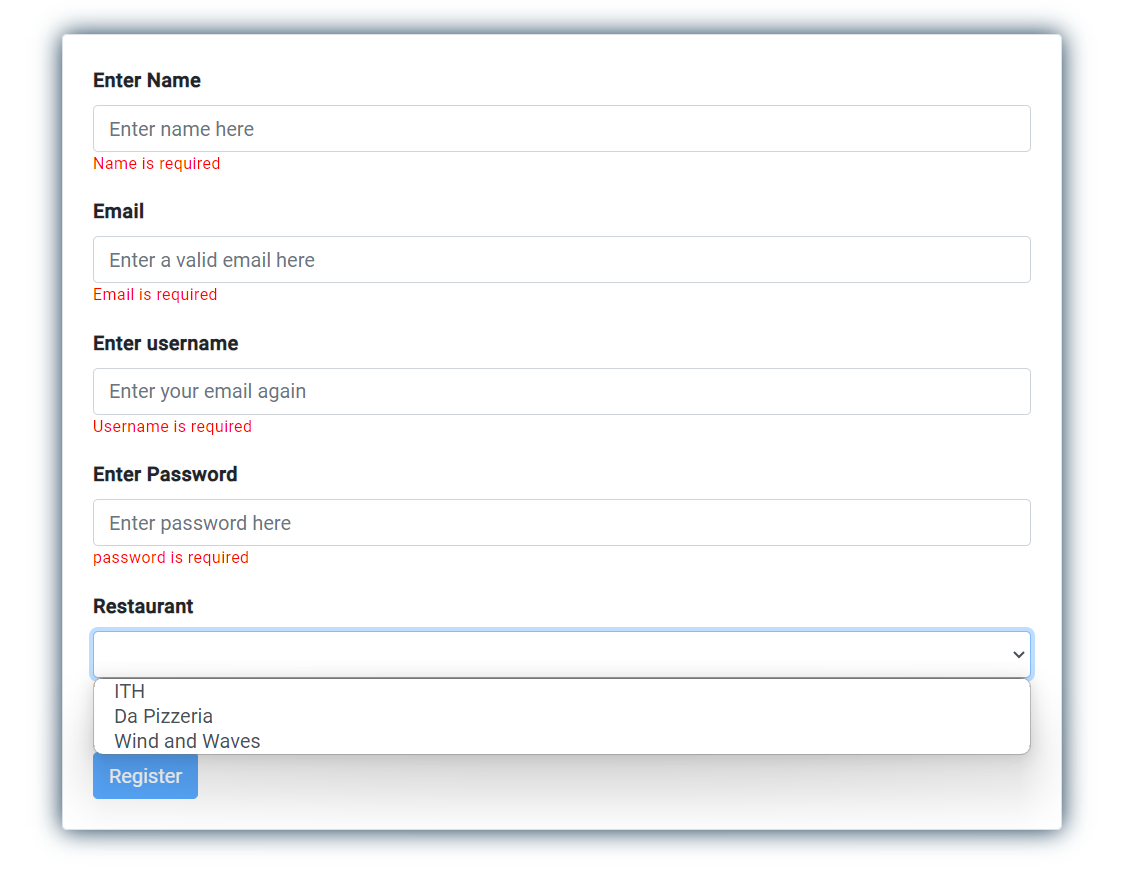 Enter Name
Enter name here
Name is required
Email
Enter a valid email here
Email is required
Enter username
Enter your email again
Username is required
Enter Password
Enter password here
password is required
Restaurant
ITH
Da Pizzeria
Wind and Waves
Register